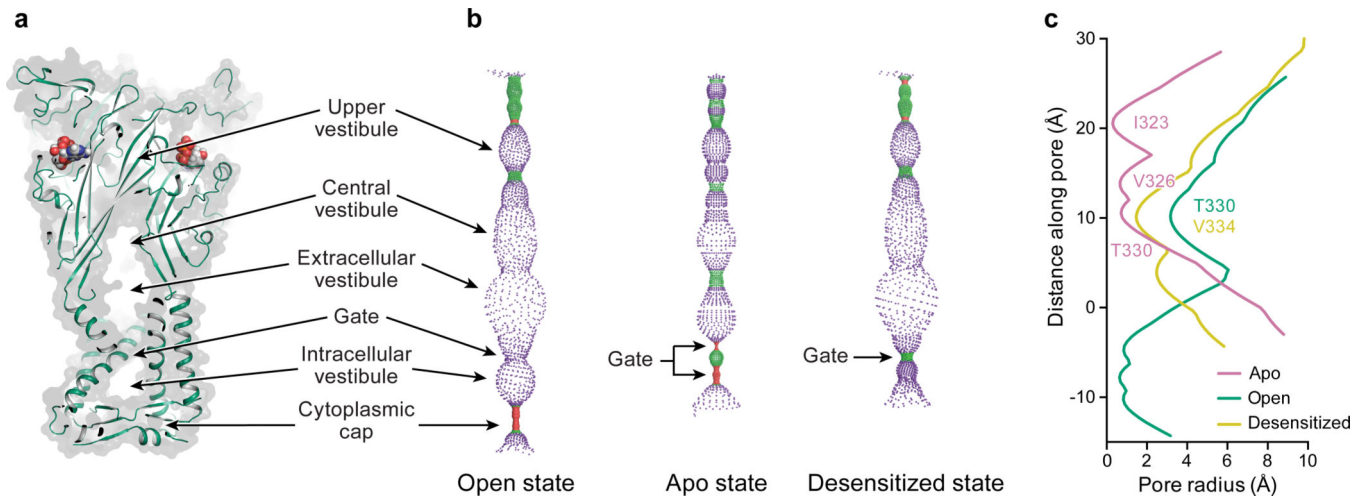 a
Upper
vestibule
Central
vestibule
Extracellular
vestibule
Gate
Intracellular
vestibule
Cytoplasmic
cap
b
Gate
Gate
Open state
Apo state
Desensitized state
c
Distance along pore (Å)
30
20
10
0
-10
I323
V326
T330
V334
T330
Apo
Open
Desensitized
0
2
4
6
8
10
Pore radius (Å)